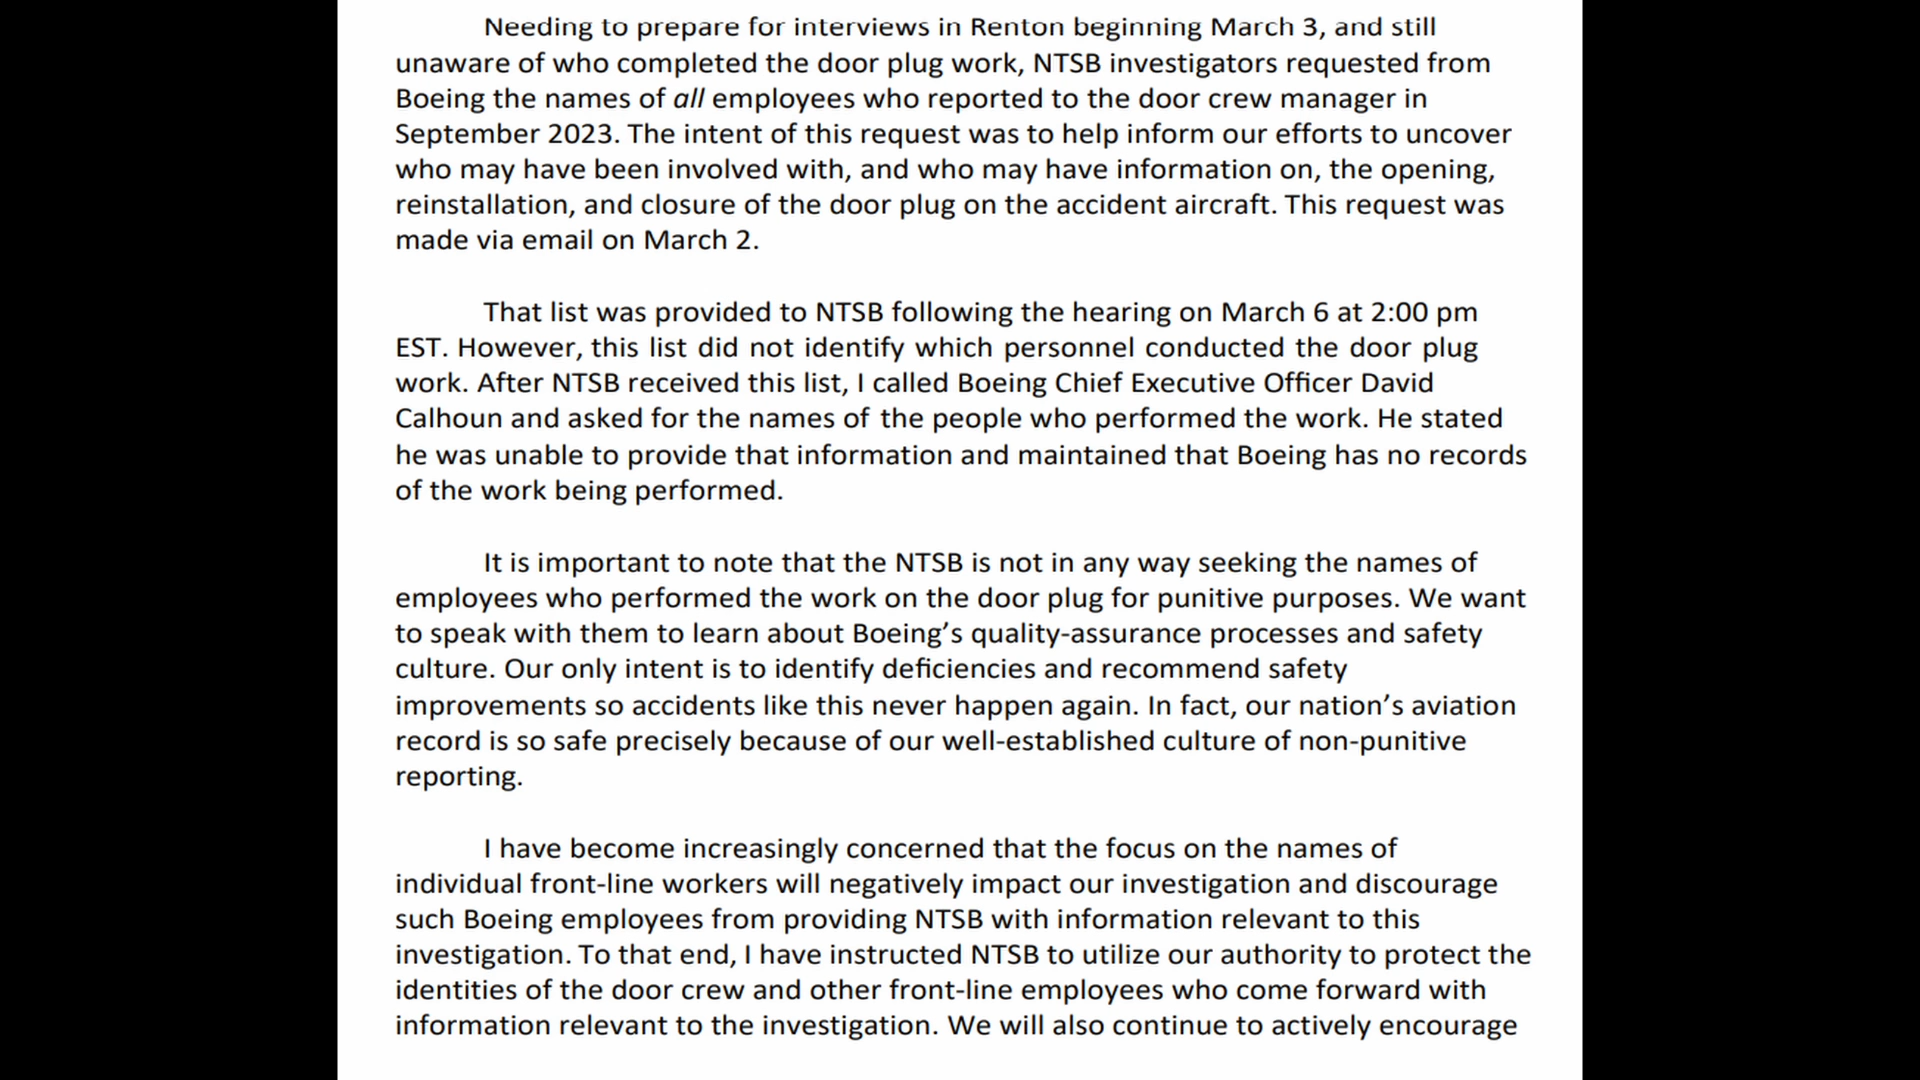 Needing to prepare for interviews in Renton beginning March 3, and still
unaware of who completed the door plug work, NTSB investigators requested from
Boeing the names of all employees who reported to the door crew manager in
September 2023. The intent of this request was to help inform our efforts to uncover
who may have been involved with, and who may have information on, the opening,
reinstallation, and closure of the door plug on the accident aircraft. This request was
made via email on March 2.
That list was provided to NTSB following the hearing on March 6 at 2:00 pm
EST. However, this list did not identify which personnel conducted the door plug
work. After NTSB received this list, I called Boeing Chief Executive Officer David
Calhoun and asked for the names of the people who performed the work. He stated
he was unable to provide that information and maintained that Boeing has no records
of the work being performed.
It is important to note that the NTSB is not in any way seeking the names of
employees who performed the work on the door plug for punitive purposes. We want
to speak with them to learn about Boeing’s quality-assurance processes and safety
culture. Our only intent is to identify deficiencies and recommend safety
improvements so accidents like this never happen again. In fact, our nation’s aviation
record is so safe precisely because of our well-established culture of non-punitive
reporting.
I have become increasingly concerned that the focus on the names of
individual front-line workers will negatively impact our investigation and discourage
such Boeing employees from providing NTSB with information relevant to this
investigation. To that end, I have instructed NTSB to utilize our authority to protect the
identities of the door crew and other front-line employees who come forward with
information relevant to the investigation. We will also continue to actively encourage